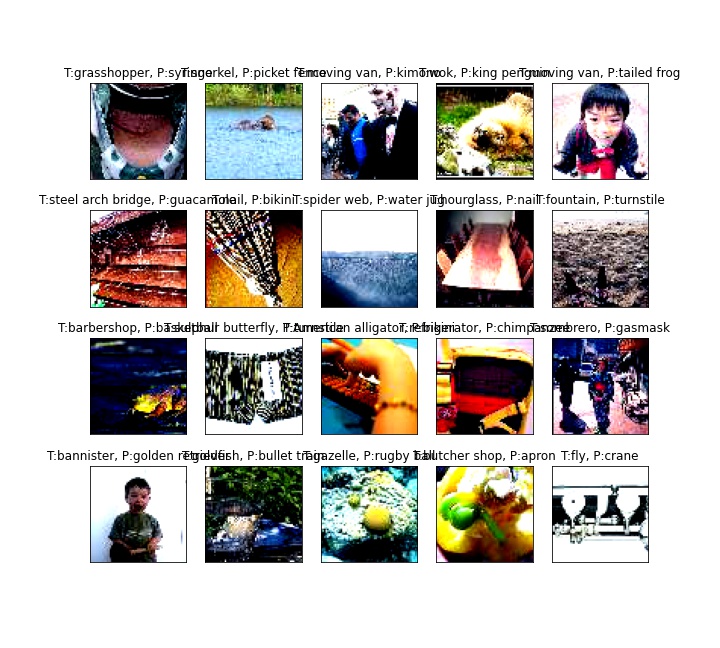 T:grasshopper, P:syringe
T:snorkel, P:picket fence
T:moving van, P:kimono
T:wok, P:king penguin
T:moving van, P:tailed frog
T:steel arch bridge, P:guacamole
T:nail, P:bikini
T:spider web, P:water jug
T:hourglass, P:nail
T:fountain, P:turnstile
T:barbershop, P:basketball
T:sulphur butterfly, P:turnstile
T:American alligator, P:bikini
T:refrigerator, P:chimpanzee
T:sombrero, P:gasmask
T:bannister, P:golden retriever
T:goldfish, P:bullet train
T:gazelle, P:rugby ball
T:butcher shop, P:apron
T:fly, P:crane